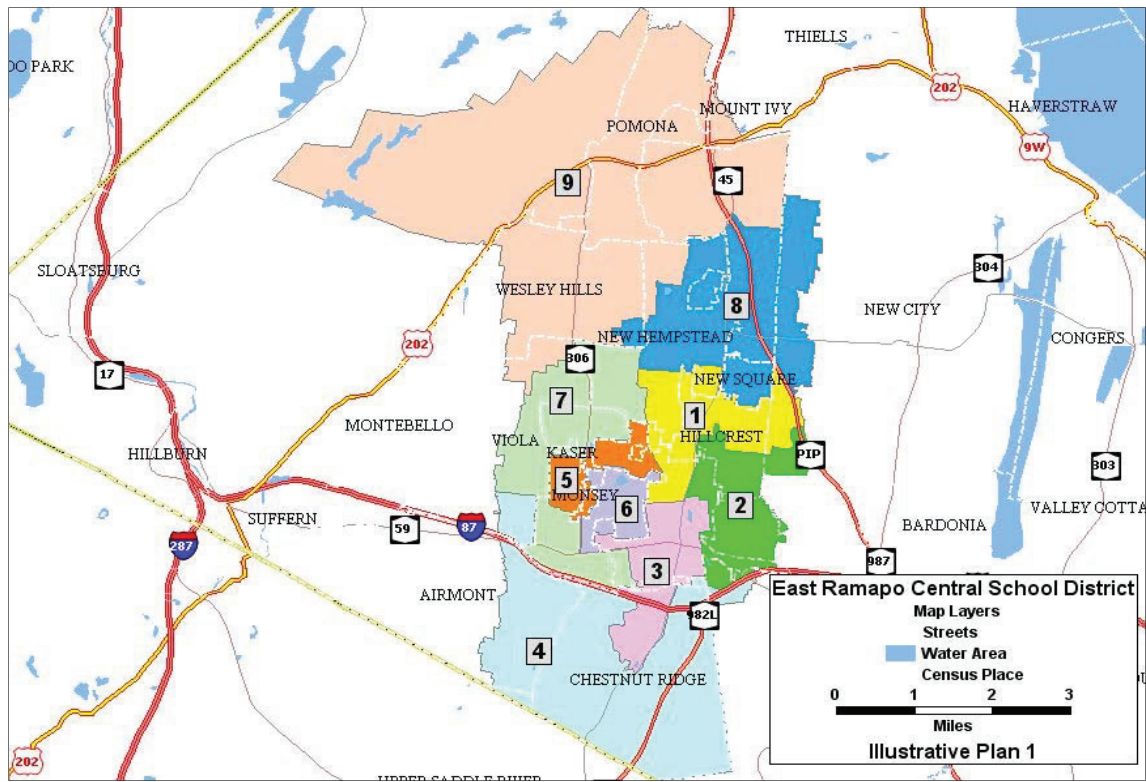 THIELLS
DO PARK
202
MOUNT IVY
HAVERSTRAW
POMONA
9W
9
45
SLOATSBURG
304
WESLEY HILLS
8
NEW CITY
NEW HEMPSTEAD
CONGERS
202
306
17
NEW SQUARE
7
1
MONTEBELLO
VIOLA
HILLCREST
HILLBURN
KASER
PIP
303
5
MONSEY
6
2
VALLEY COTTA
SUFFERN
59
87
BARDONIA
287
3
987
AIRMONT
982L
4
CHESTNUT RIDGE
202
UPPER SADDLE RIVER
East Ramapo Central School District
Map Layers
Streets
Water Area
Census Place
0 1 2 3
Miles
Illustrative Plan 1